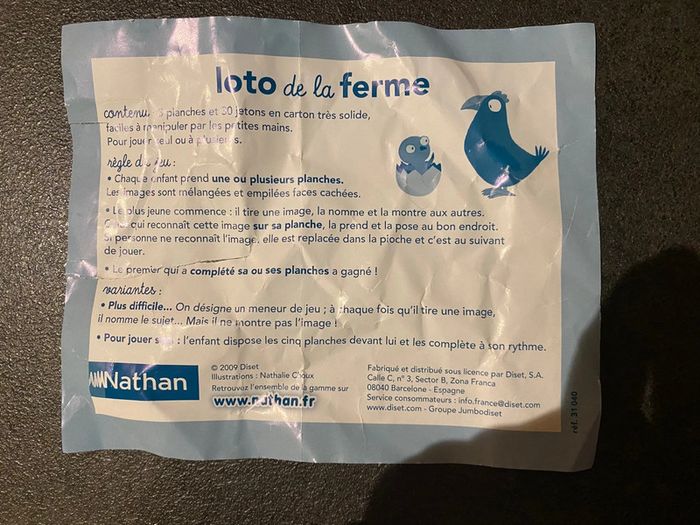 loto de la ferme
contenu planches et 30 jetons en carton très solide,
faciles à manipuler par les petites mains.
Pour jouer seul ou à plusieurs.
règle du jeu :
• Chaque enfant prend une ou plusieurs planches.
Les images sont mélangées et empilées faces cachées.
• Le plus jeune commence : il tire une image, la nomme et la montre aux autres.
qui reconnaît cette image sur sa planche, la prend et la pose au bon endroit.
Si personne ne reconnaît l'image, elle est replacée dans la pioche et c'est au suivant
de jouer.
• Le premier qui a complété sa ou ses planches a gagné !
variantes :
• Plus difficile... On désigne un meneur de jeu ; à chaque fois qu'il tire une image,
il nomme le sujet... Mais il ne montre pas l'image !
• Pour jouer : l'enfant dispose les cinq planches devant lui et les complète à son rythme.
Nathan
© 2009 Diset
Illustrations : Nathalie Choux
Retrouvez l'ensemble de la gamme sur
www.nathan.fr
Fabriqué et distribué sous licence par Diset, S.A.
Calle C, n° 3, Sector B, Zona Franca
08040 Barcelone - Espagne
Service consommateurs : info.france@diset.com
www.diset.com - Groupe Jumbodiset
réf. 31 040